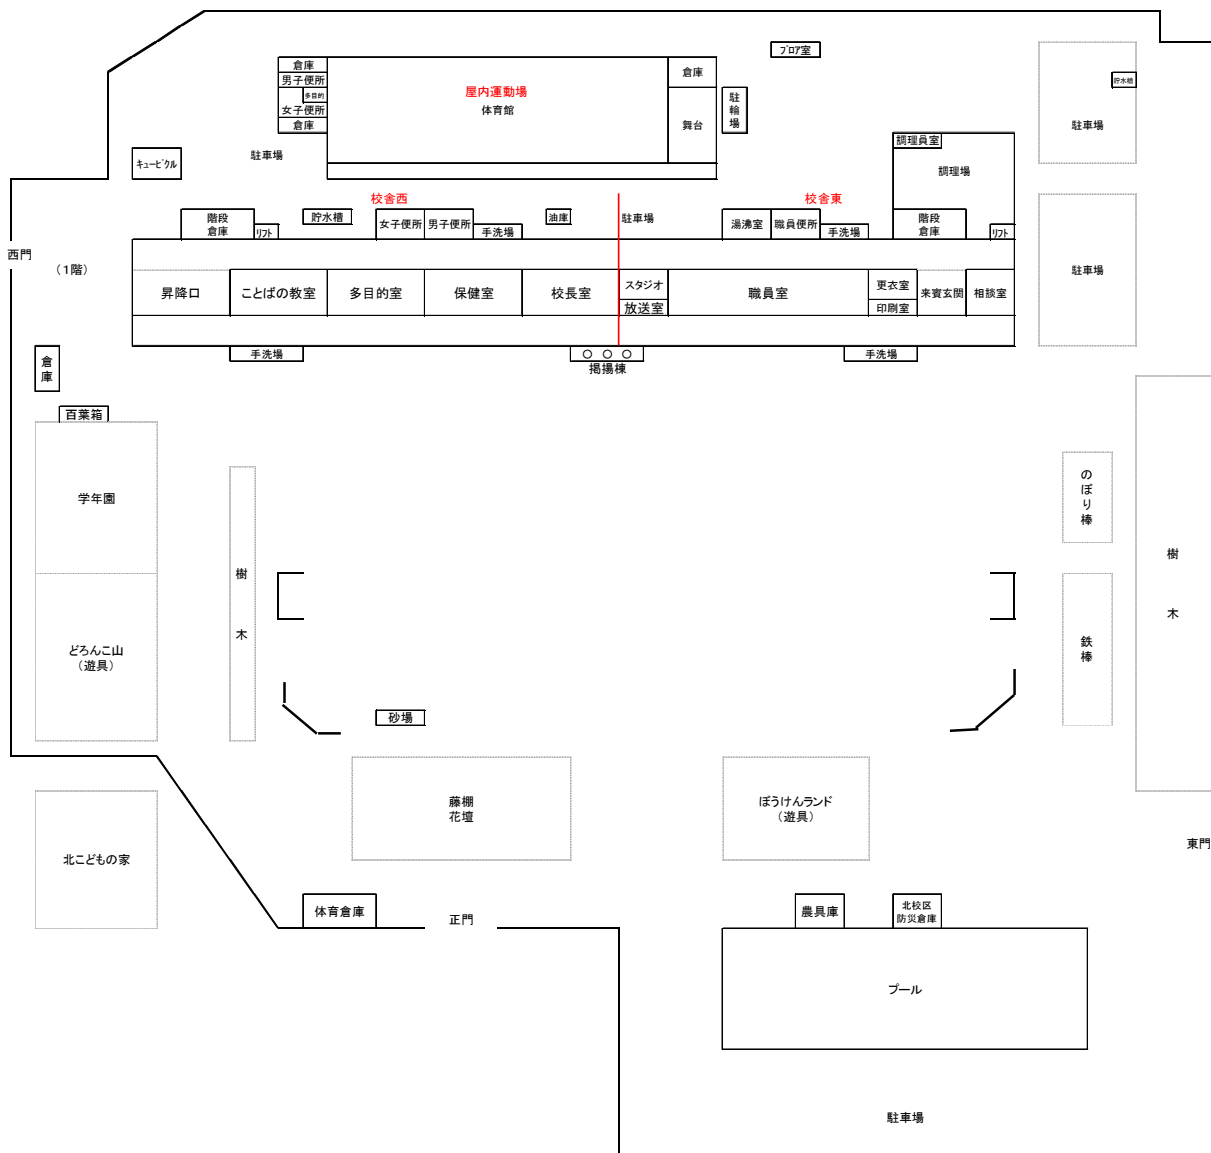 ﾌﾞﾛｱ室
倉庫
男子便所
多目的
女子便所
倉庫
屋内運動場
体育館
倉庫
舞台
駐輪場
貯水槽
駐車場
駐車場
キュービクル
調理員室
調理場
校舎西
校舎東
階段
倉庫
ﾘﾌﾄ
貯水槽
女子便所
男子便所
手洗場
油庫
駐車場
湯沸室
職員便所
手洗場
階段
倉庫
ﾘﾌﾄ
西門
（１階）
昇降口
ことばの教室
多目的室
保健室
校長室
スタジオ
放送室
職員室
更衣室
印刷室
来賓玄関
相談室
駐車場
手洗場
○ ○ ○
掲揚棟
手洗場
倉庫
百葉箱
学年園
のぼり棒
樹木
樹木
どろんこ山
（遊具）
鉄棒
砂場
藤棚
花壇
ぼうけんランド
（遊具）
北こどもの家
東門
体育倉庫
正門
農具庫
北校区
防災倉庫
プール
駐車場